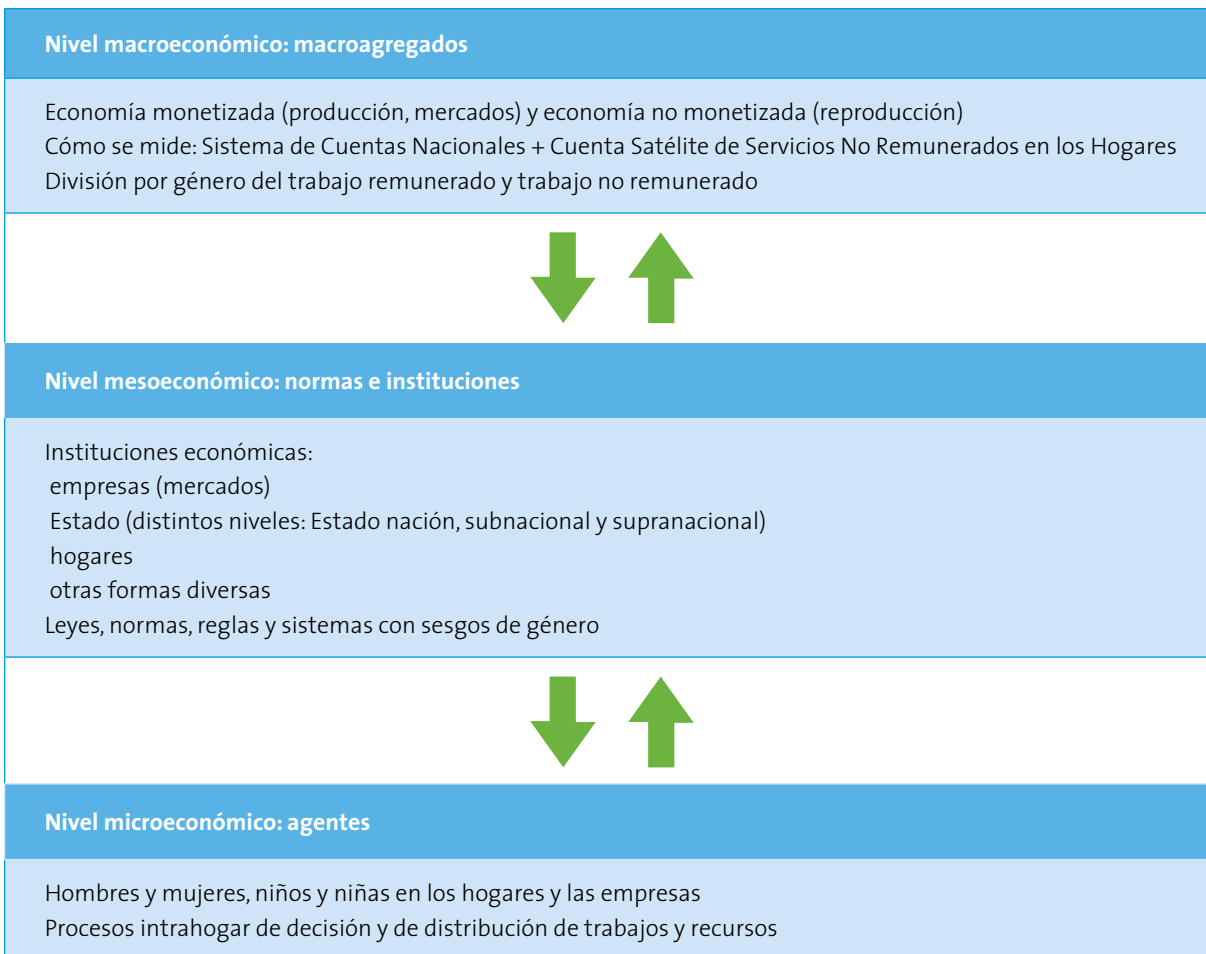 Nivel macroeconómico: macroagregados
Economía monetizada (producción, mercados) y economía no monetizada (reproducción)
Cómo se mide: Sistema de Cuentas Nacionales + Cuenta Satélite de Servicios No Remunerados en los Hogares
División por género del trabajo remunerado y trabajo no remunerado
Nivel mesoeconómico: normas e instituciones
Instituciones económicas:
empresas (mercados)
Estado (distintos niveles: Estado nación, subnacional y supranacional)
hogares
otras formas diversas
Leyes, normas, reglas y sistemas con sesgos de género
Nivel microeconómico: agentes
Hombres y mujeres, niños y niñas en los hogares y las empresas
Procesos intrahogar de decisión y de distribución de trabajos y recursos